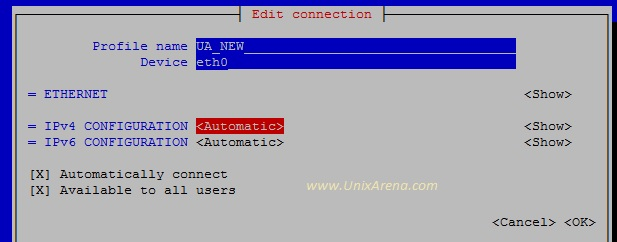 Edit connection
Profile name UA_NEW
Device eth0
= ETHERNET <Show>
= IPv4 CONFIGURATION <Automatic> <Show>
= IPv6 CONFIGURATION <Automatic> <Show>
[X] Automatically connect
[X] Available to all users
www.UnixArena.com
<Cancel> <OK>